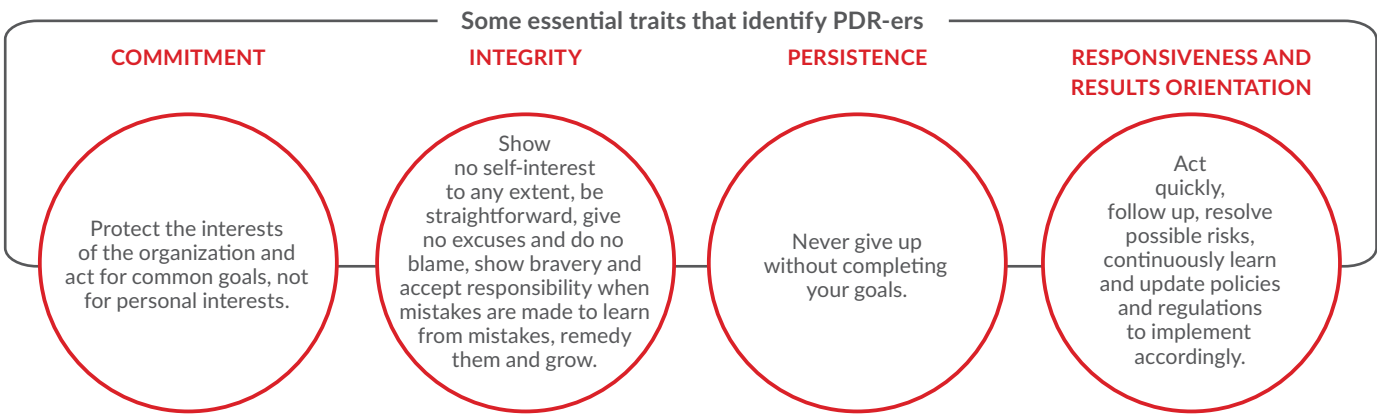 Some essential traits that identify PDR-ers
COMMITMENT
Protect the interests
of the organization and
act for common goals, not
for personal interests.
INTEGRITY
Show
no self-interest
to any extent, be
straightforward, give
no excuses and do no
blame, show bravery and
accept responsibility when
mistakes are made to learn
from mistakes, remedy
them and grow.
PERSISTENCE
Never give up
without completing
your goals.
RESPONSIVENESS AND
RESULTS ORIENTATION
Act
quickly,
follow up, resolve
possible risks,
continuously learn
and update policies
and regulations
to implement
accordingly.